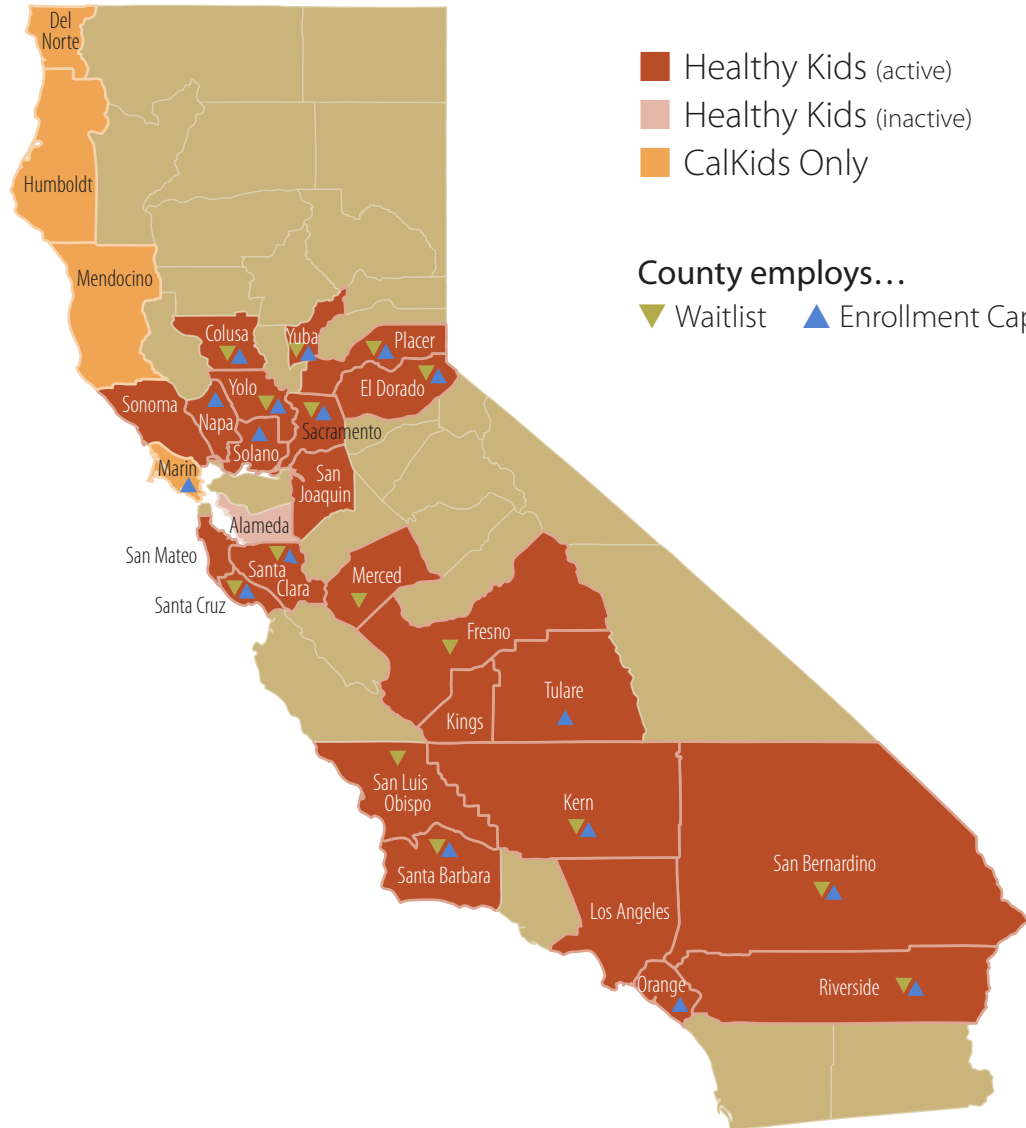 Del
Norte
Healthy Kids (active)
Healthy Kids (inactive)
CalKids Only
Humboldt
Mendocino
County employs...
Waitlist
Enrollment Cap
Colusa
Yuba
Placer
Yolo
El Dorado
Sonoma
Napa
Sacramento
Solano
Marin
San
Joaquin
Alameda
San Mateo
Santa
Clara
Merced
Santa Cruz
Fresno
Tulare
Kings
San Luis
Obispo
Kern
Santa Barbara
San Bernardino
Los Angeles
Orange
Riverside